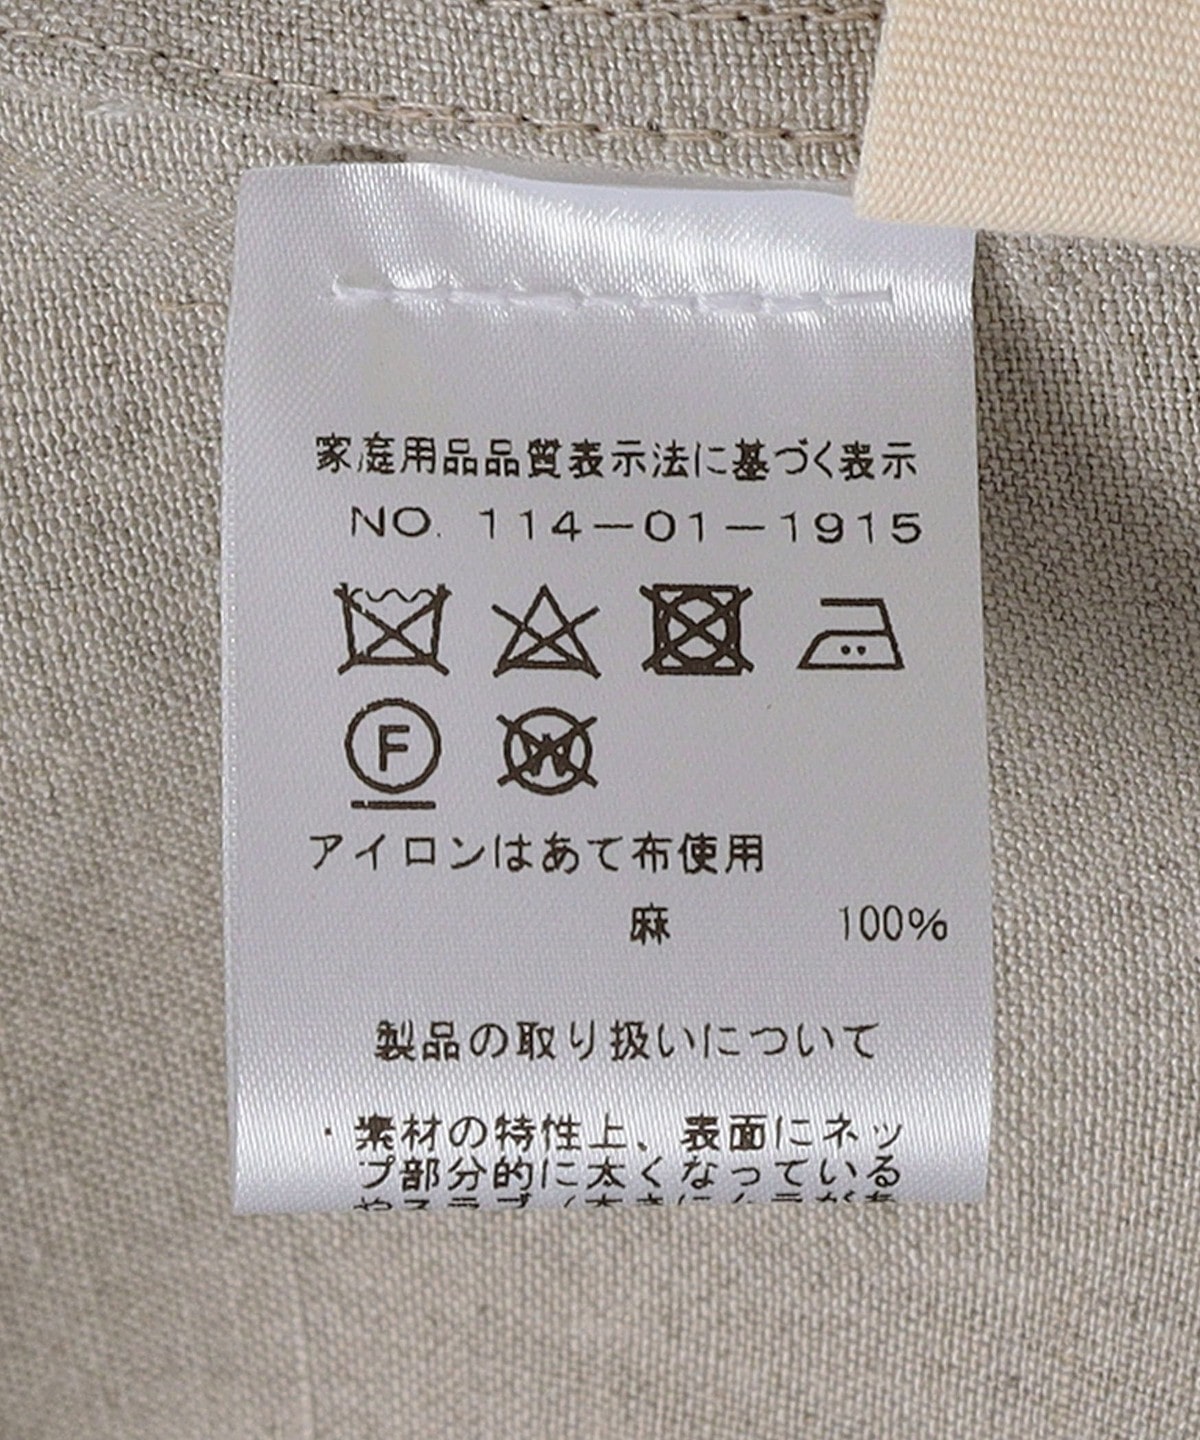 家庭用品品質表示法に基づく表示
NO. 114-01-1915
F
W
アイロンはあて布使用
麻 100%
製品の取り扱いについて
・素材の特性上、表面にネッ
プ部分的に太くなっている